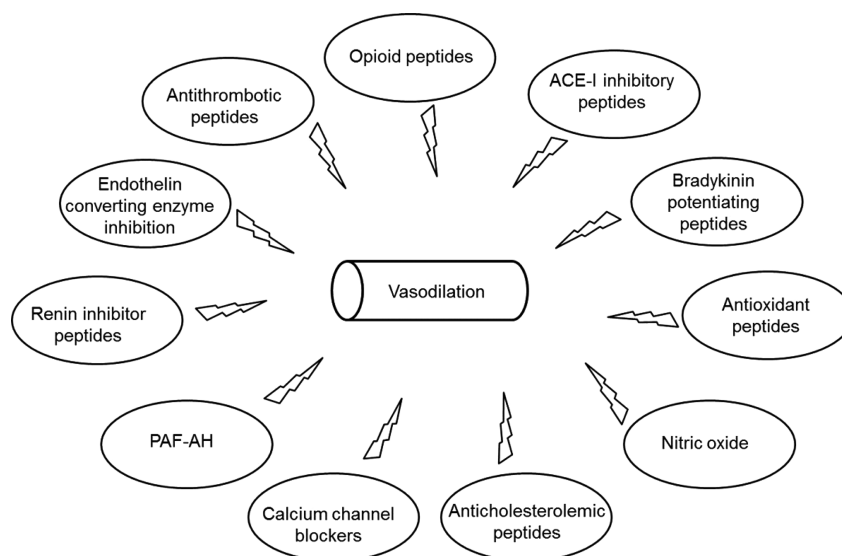 Opioid peptides
ACE-I inhibitory
peptides
Bradykinin
potentiating
peptides
Antioxidant
peptides
Nitric oxide
Anticholesterolemic
peptides
Calcium channel
blockers
PAF-AH
Renin inhibitor
peptides
Endothelin
converting enzyme
inhibition
Antithrombotic
peptides
Vasodilation